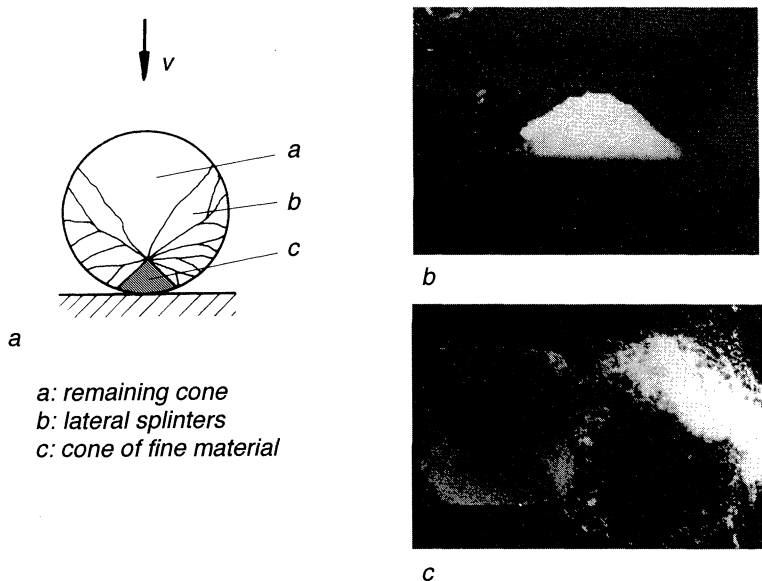 v
a
b
c
a
a: remaining cone
b: lateral splinters
c: cone of fine material
b
c